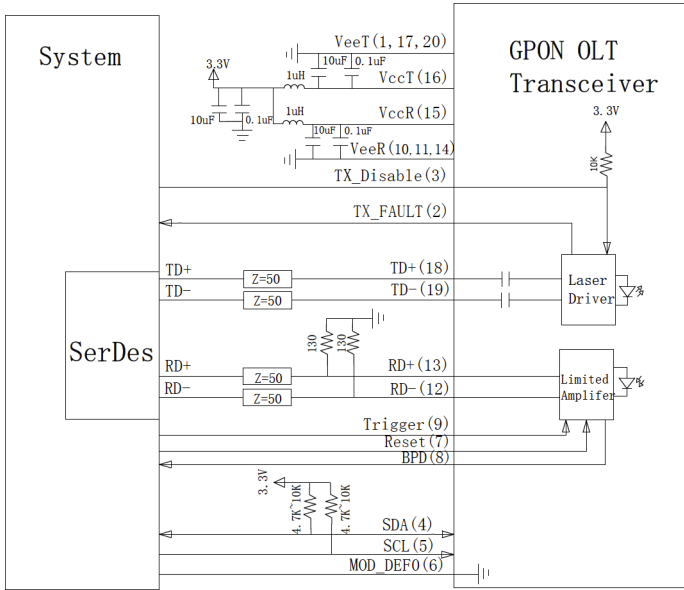 System
GPON OLT
Transceiver
VeeT(1,17,20)
10uF
0.1uF
3.3V
1uH
VccT(16)
10uF
0.1uF
1uH
VccR(15)
10uF
0.1uF
VeeR(10,11,14)
3.3V
10K
TX_Disable(3)
TX_FAULT(2)
TD+
Z=50
TD+(18)
TD-
Z=50
TD-(19)
Laser
Driver
SerDes
130
130
RD+
Z=50
RD+(13)
RD-
Z=50
RD-(12)
Limited
Amplifer
Trigger(9)
Reset(7)
BPD(8)
3.3V
4.7K~10K
4.7K~10K
SDA(4)
SCL(5)
MOD_DEF0(6)